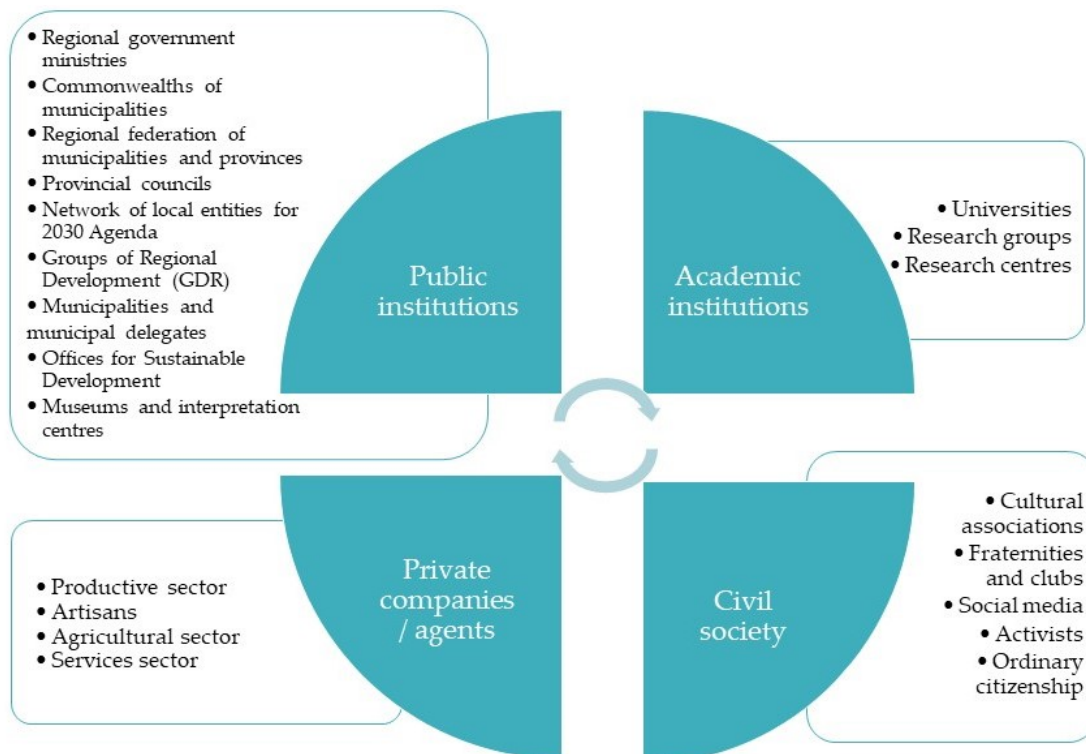 • Regional government
ministries
• Commonwealths of
municipalities
• Regional federation of
municipalities and provinces
• Provincial councils
• Network of local entities for
2030 Agenda
• Groups of Regional
Development (GDR)
• Municipalities and
municipal delegates
• Offices for Sustainable
Development
• Museums and interpretation
centres
Public
institutions
Academic
institutions
• Universities
• Research groups
• Research centres
• Productive sector
• Artisans
• Agricultural sector
• Services sector
Private
companies
/ agents
Civil
society
• Cultural
associations
• Fraternities
and clubs
• Social media
• Activists
• Ordinary
citizenship